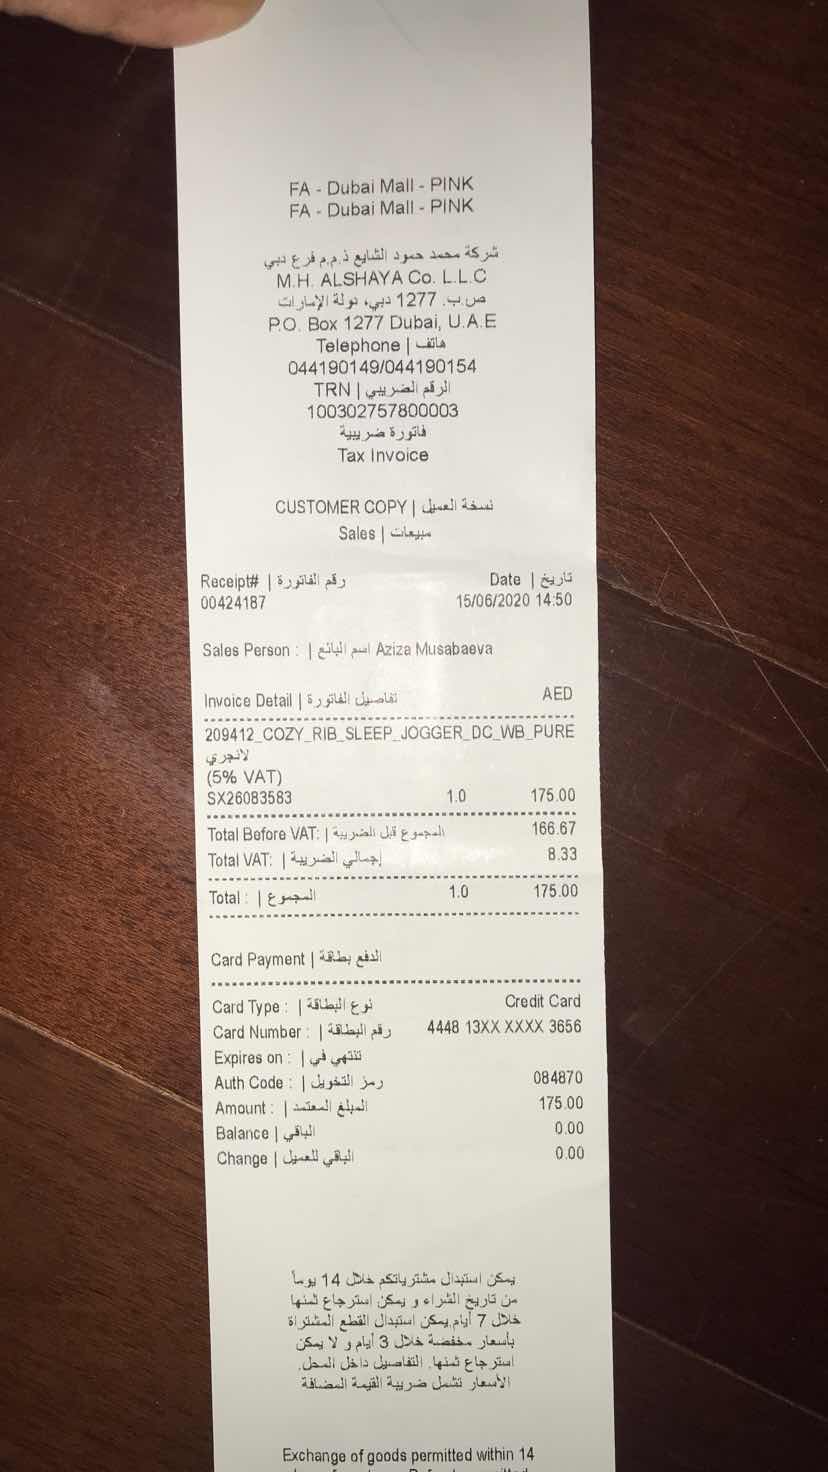 FA - Dubai Mall - PINK
FA - Dubai Mall - PINK
شركة محمد حمود الشايع ذ.م.م فرع دبي
M.H. ALSHAYA Co. L.L.C
ص.ب. 1277 دبي، دولة الإمارات
P.O. Box 1277 Dubai, U.A.E
Telephone | هاتف
044190149/044190154
TRN | الرقم الضريبي
100302757800003
فاتورة ضريبية
Tax Invoice
CUSTOMER COPY | نسخة العميل
Sales | مبيعات
Receipt# | رقم الفاتورة Date | تاريخ
00424187 15/06/2020 14:50
Sales Person : | اسم البائع Aziza Musabaeva
Invoice Detail | تفاصيل الفاتورة AED
209412_COZY_RIB_SLEEP_JOGGER_DC_WB_PURE
لانجري
(5% VAT)
SX26083583 1.0 175.00
Total Before VAT: | المجموع قبل الضريبة 166.67
Total VAT: | إجمالي الضريبة 8.33
Total : | المجموع 1.0 175.00
Card Payment | الدفع بطاقة
Card Type : | نوع البطاقة Credit Card
Card Number : | رقم البطاقة 4448 13XX XXXX 3656
Expires on : | تنتهي في
Auth Code : | رمز التخويل 084870
Amount : | المبلغ المعتمد 175.00
Balance | الباقي 0.00
Change | الباقي للعميل 0.00
يمكن استبدال مشترياتكم خلال 14 يوماً
من تاريخ الشراء و يمكن استرجاع ثمنها
خلال 7 أيام.يمكن استبدال القطع المشتراة
بأسعار مخفضة خلال 3 أيام و لا يمكن
استرجاع ثمنها. التفاصيل داخل المحل.
الأسعار تشمل ضريبة القيمة المضافة
Exchange of goods permitted within 14